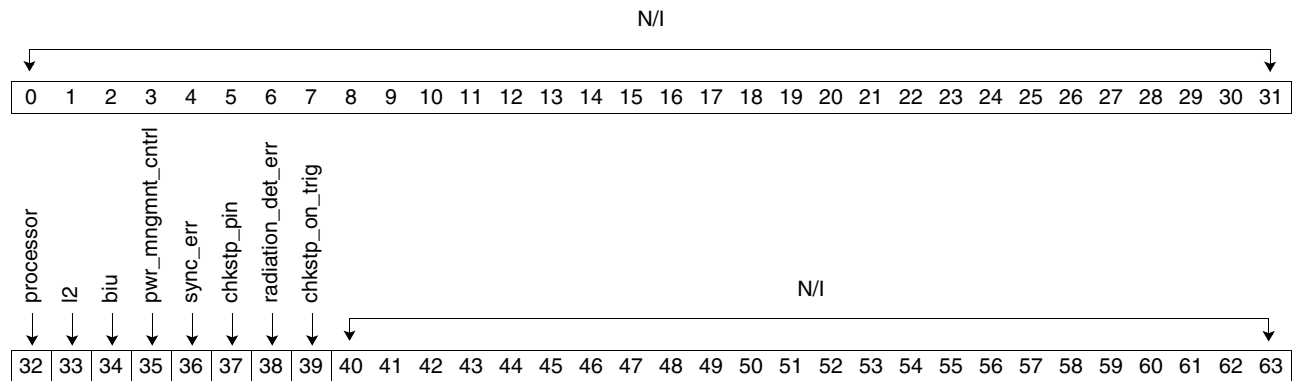 N/I
0 1 2 3 4 5 6 7 8 9 10 11 12 13 14 15 16 17 18 19 20 21 22 23 24 25 26 27 28 29 30 31
processor
l2
biu
pwr_mngmnt_cntrl
sync_err
chkstp_pin
radiation_det_err
chkstp_on_trig
N/I
32 33 34 35 36 37 38 39 40 41 42 43 44 45 46 47 48 49 50 51 52 53 54 55 56 57 58 59 60 61 62 63